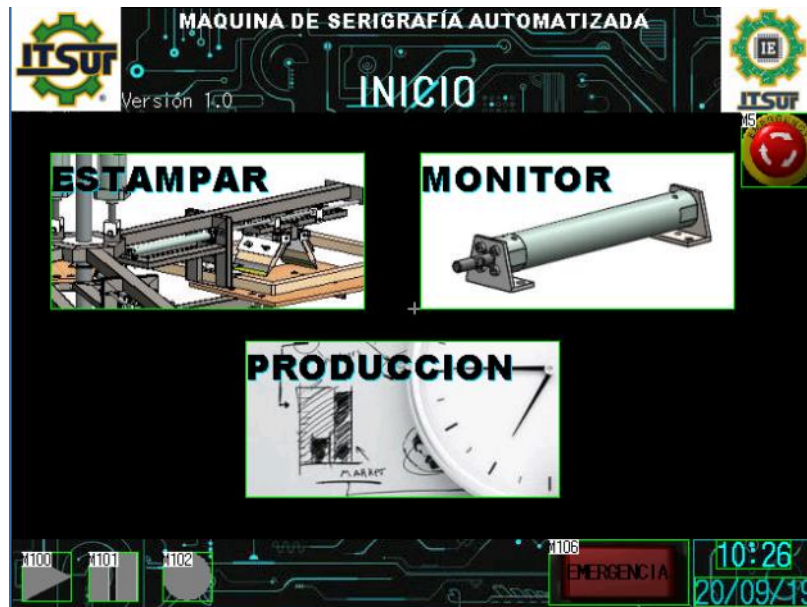 MAQUINA DE SERIGRAFÍA AUTOMATIZADA
ITSUR
Versión 1.0
INICIO
IE
ITSUR
M5
ESTAMPAR
MONITOR
PRODUCCION
MARKET
M100
M101
M102
M106
EMERGENCIA
10:26
20/09/19